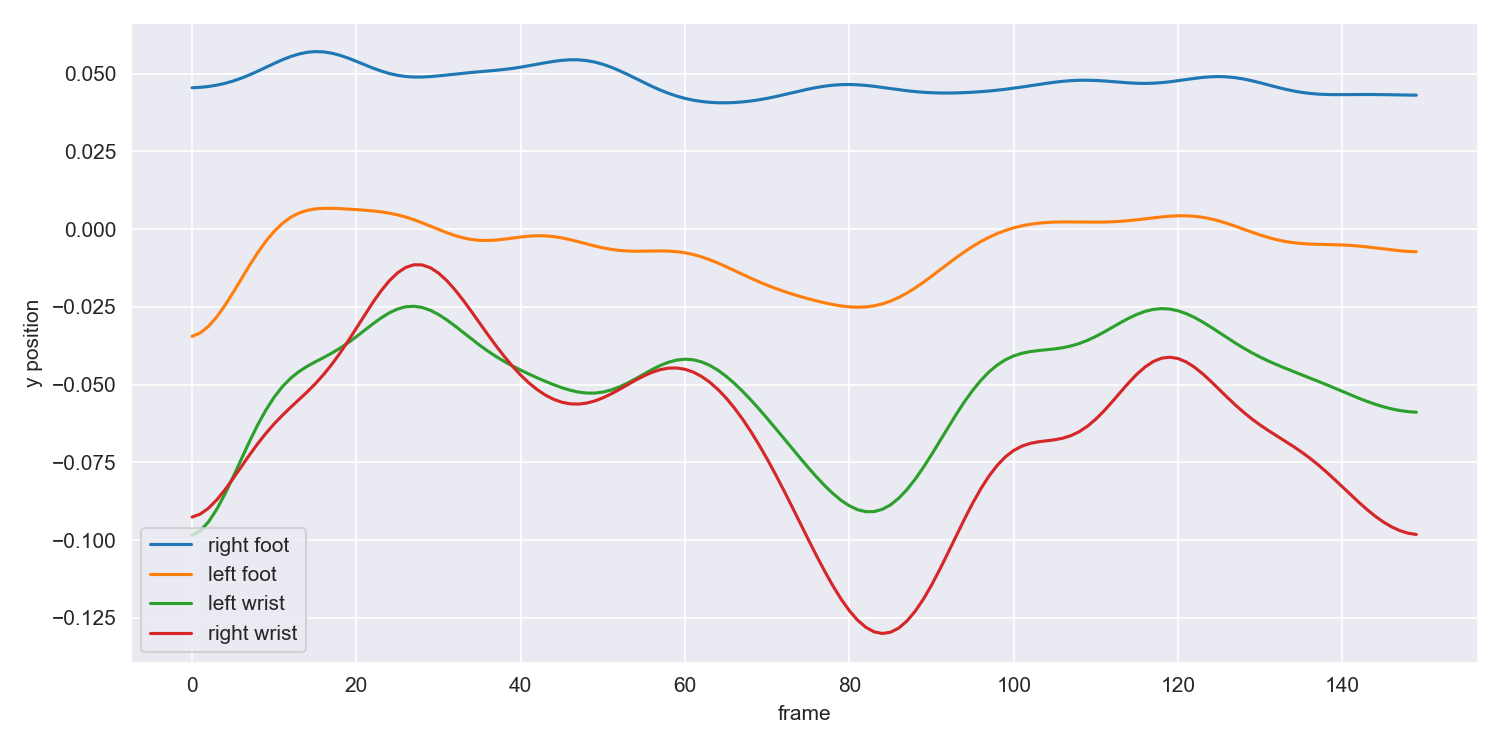 0.050
0.025
0.000
−0.025
−0.050
−0.075
−0.100
−0.125
y position
right foot
left foot
left wrist
right wrist
0 20 40 60 80 100 120 140
frame